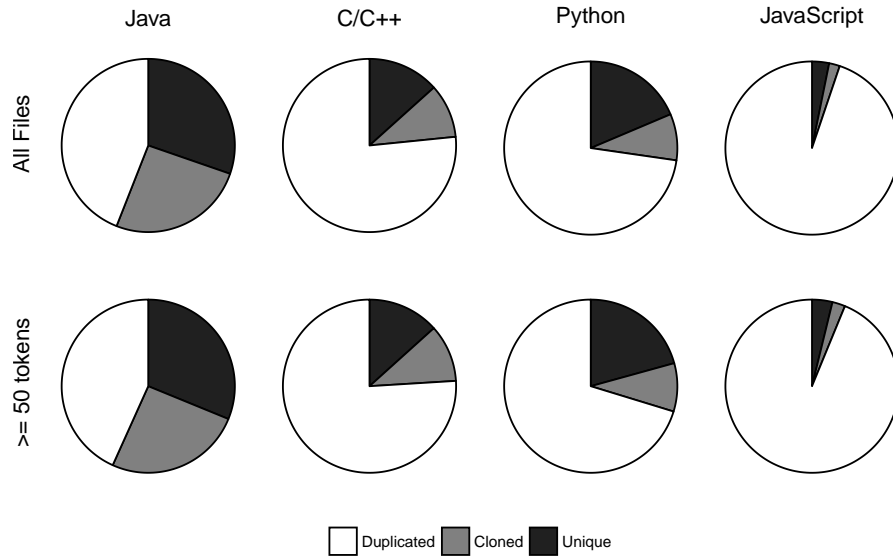 Java C/C++ Python JavaScript
All Files
>= 50 tokens
Duplicated Cloned Unique